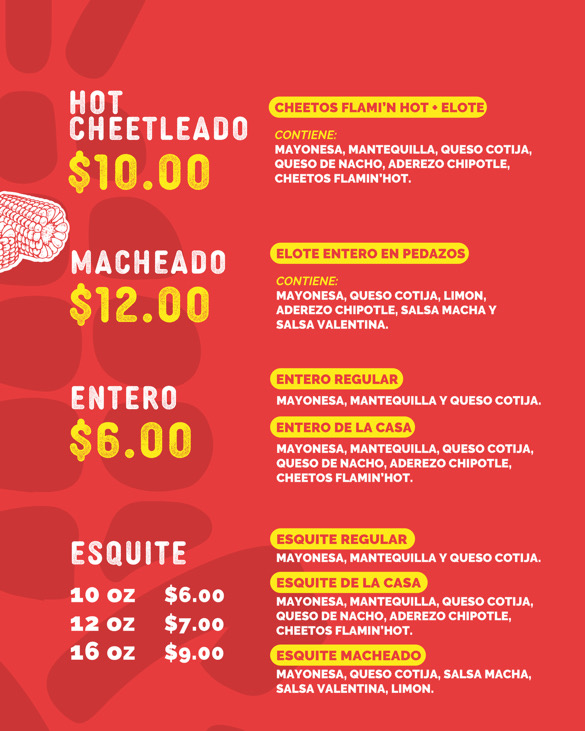 HOT
CHEETLEADO
$10.00
CHEETOS FLAMI'N HOT + ELOTE
CONTIENE:
MAYONESA, MANTEQUILLA, QUESO COTIJA,
QUESO DE NACHO, ADEREZO CHIPOTLE,
CHEETOS FLAMIN'HOT.
MACHEADO
$12.00
ELOTE ENTERO EN PEDAZOS
CONTIENE:
MAYONESA, QUESO COTIJA, LIMON,
ADEREZO CHIPOTLE, SALSA MACHA Y
SALSA VALENTINA.
ENTERO
$6.00
ENTERO REGULAR
MAYONESA, MANTEQUILLA Y QUESO COTIJA.
ENTERO DE LA CASA
MAYONESA, MANTEQUILLA, QUESO COTIJA,
QUESO DE NACHO, ADEREZO CHIPOTLE,
CHEETOS FLAMIN'HOT.
ESQUITE
10 OZ $6.00
12 OZ $7.00
16 OZ $9.00
ESQUITE REGULAR
MAYONESA, MANTEQUILLA Y QUESO COTIJA.
ESQUITE DE LA CASA
MAYONESA, MANTEQUILLA, QUESO COTIJA,
QUESO DE NACHO, ADEREZO CHIPOTLE,
CHEETOS FLAMIN'HOT.
ESQUITE MACHEADO
MAYONESA, QUESO COTIJA, SALSA MACHA,
SALSA VALENTINA, LIMON.